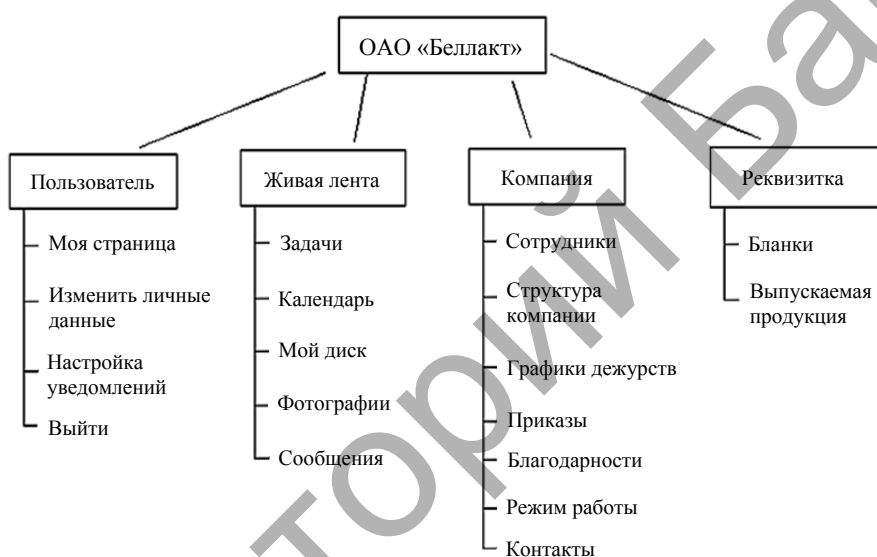 ОАО «Беллакт»
Пользователь
Моя страница
Изменить личные
данные
Настройка
уведомлений
Выйти
Живая лента
Задачи
Календарь
Мой диск
Фотографии
Сообщения
Компания
Сотрудники
Структура
компании
Графики дежурств
Приказы
Благодарности
Режим работы
Контакты
Реквизитка
Бланки
Выпускаемая
продукция